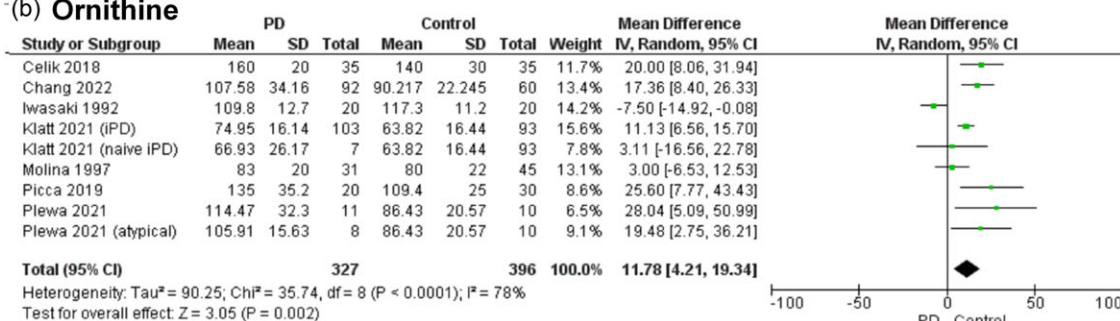 (b) Ornithine
PD Control Mean Difference Mean Difference
Study or Subgroup Mean SD Total Mean SD Total Weight IV, Random, 95% CI IV, Random, 95% CI
Celik 2018 160 20 35 140 30 35 11.7% 20.00 [8.06, 31.94]
Chang 2022 107.58 34.16 92 90.217 22.245 60 13.4% 17.36 [8.40, 26.33]
Iwasaki 1992 109.8 12.7 20 117.3 11.2 20 14.2% -7.50 [-14.92, -0.08]
Klatt 2021 (iPD) 74.95 16.14 103 63.82 16.44 93 15.6% 11.13 [6.56, 15.70]
Klatt 2021 (naive iPD) 66.93 26.17 7 63.82 16.44 93 7.8% 3.11 [-16.56, 22.78]
Molina 1997 83 20 31 80 22 45 13.1% 3.00 [-6.53, 12.53]
Picca 2019 135 35.2 20 109.4 25 30 8.6% 25.60 [7.77, 43.43]
Plewa 2021 114.47 32.3 11 86.43 20.57 10 6.5% 28.04 [5.09, 50.99]
Plewa 2021 (atypical) 105.91 15.63 8 86.43 20.57 10 9.1% 19.48 [2.75, 36.21]
Total (95% CI) 327 396 100.0% 11.78 [4.21, 19.34]
Heterogeneity: Tau² = 90.25; Chi² = 35.74, df = 8 (P < 0.0001); I² = 78%
Test for overall effect: Z = 3.05 (P = 0.002)
-100 -50 0 50 100
PD Control